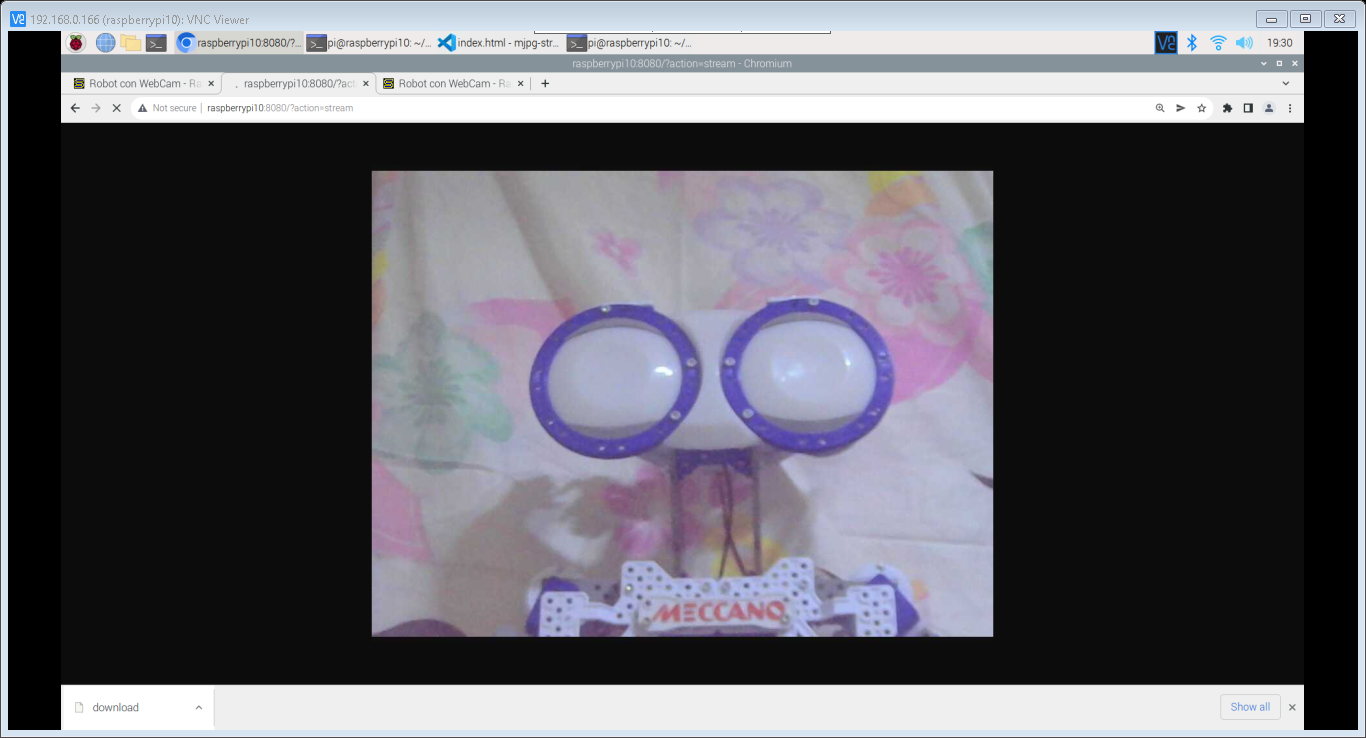 192.168.0.166 (raspberrypi10): VNC Viewer
raspberrypi10:8080/?... pi@raspberrypi10: ~/... index.html - mjpg-str... pi@raspberrypi10: ~/... 19:30
raspberrypi10:8080/?action=stream - Chromium
Robot con WebCam - Ra raspberrypi10:8080/?act Robot con WebCam - Ra
Not secure raspberrypi10:8080/?action=stream
MECCANO
download Show all